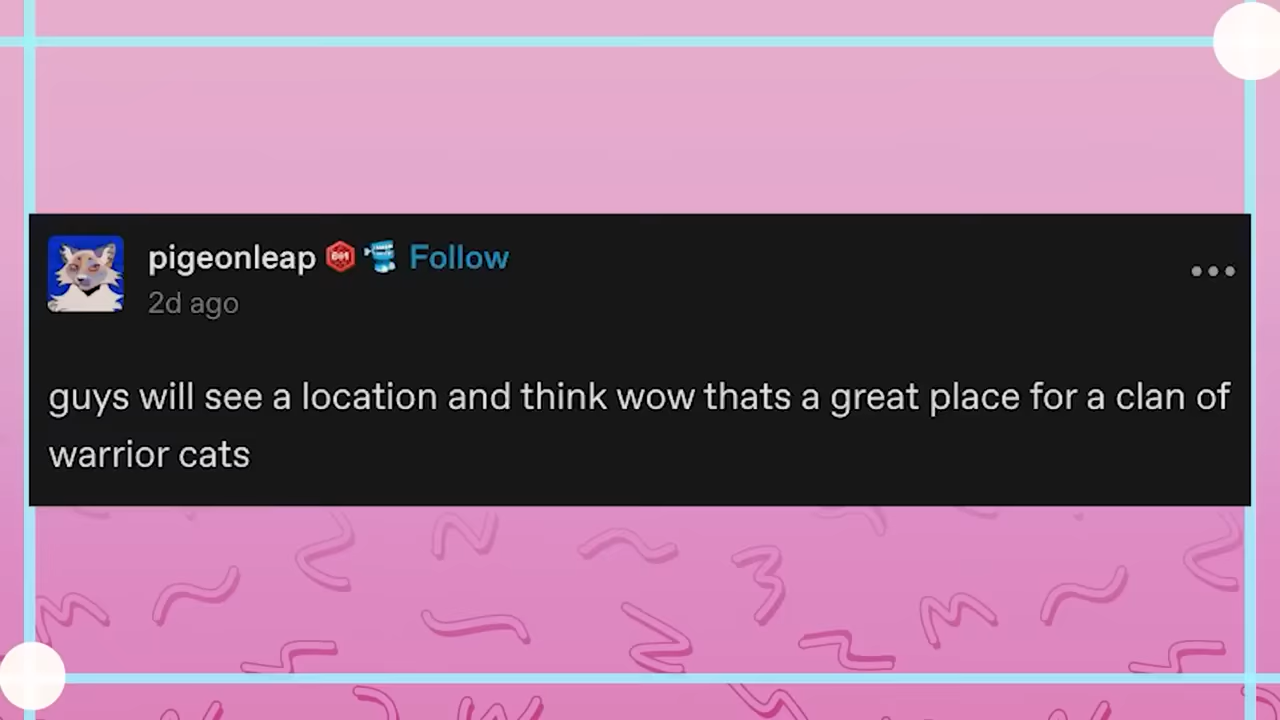 pigeonleap Follow
2d ago
guys will see a location and think wow thats a great place for a clan of
warrior cats